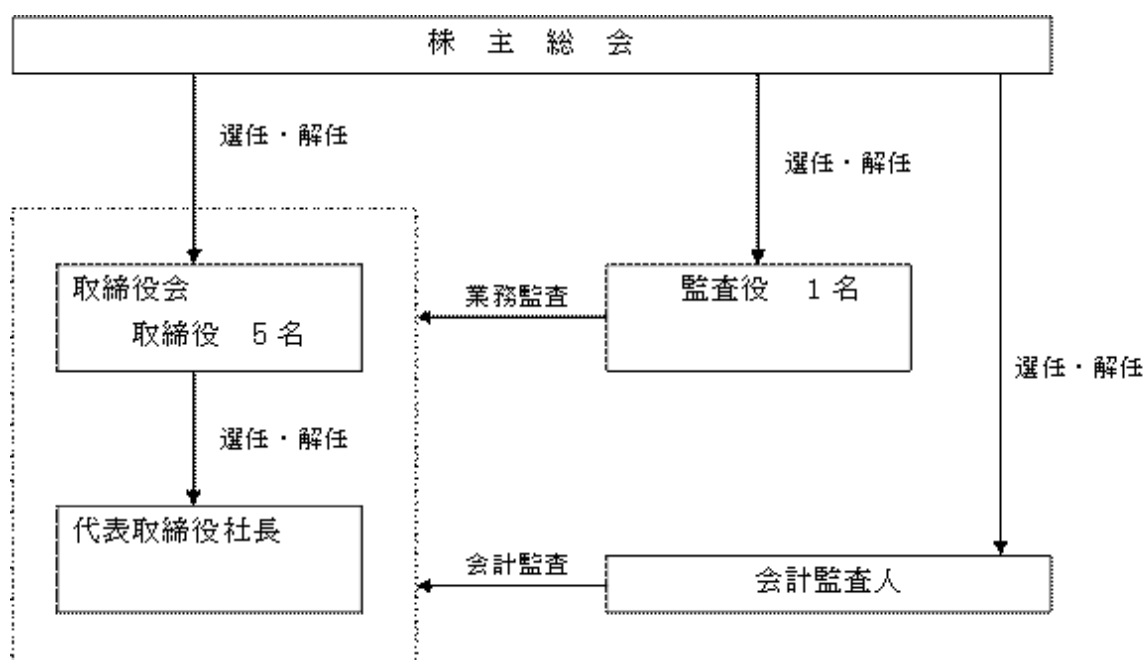 株主総会
選任・解任
選任・解任
取締役会
取締役 5名
業務監査
監査役 1名
選任・解任
選任・解任
代表取締役社長
会計監査
会計監査人